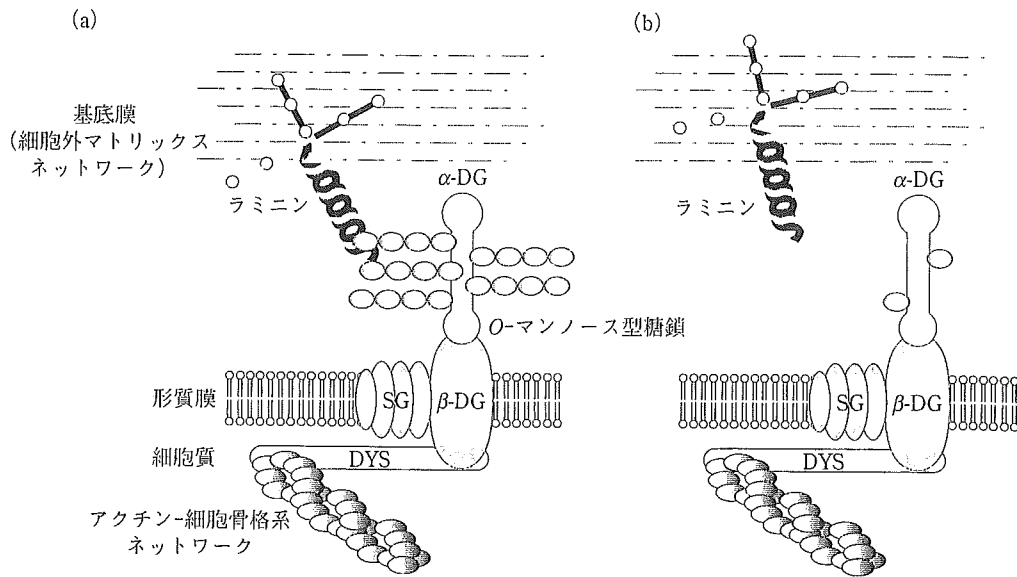 (a)
(b)
基底膜
(細胞外マトリックス
ネットワーク)
ラミニン
α-DG
O-マンノース型糖鎖
形質膜
SG
β-DG
細胞質
DYS
アクチン-細胞骨格系
ネットワーク
ラミニン
α-DG
SG
β-DG
DYS